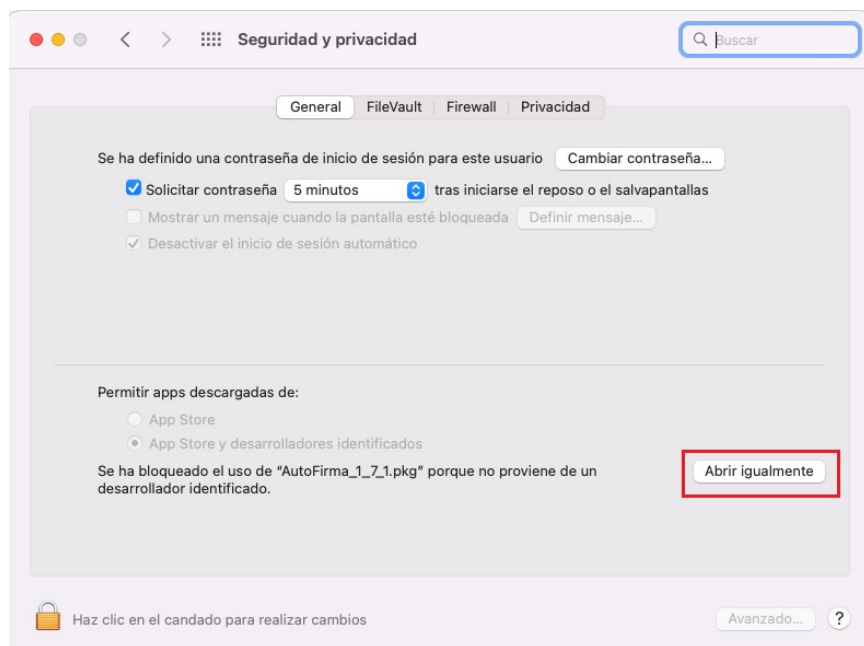 Seguridad y privacidad
Buscar
General FileVault Firewall Privacidad
Se ha definido una contraseña de inicio de sesión para este usuario Cambiar contraseña...
Solicitar contraseña 5 minutos tras iniciarse el reposo o el salvapantallas
Mostrar un mensaje cuando la pantalla esté bloqueada Definir mensaje...
Desactivar el inicio de sesión automático
Permitir apps descargadas de:
App Store
App Store y desarrolladores identificados
Se ha bloqueado el uso de “AutoFirma_1_7_1.pkg” porque no proviene de un
desarrollador identificado.
Abrir igualmente
Haz clic en el candado para realizar cambios
Avanzado... ?